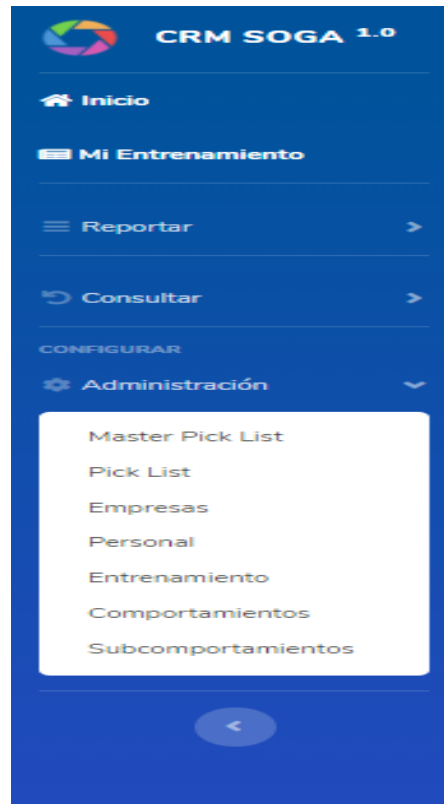 CRM SOGA 1.0
Inicio
Mi Entrenamiento
Reportar
Consultar
CONFIGURAR
Administración
Master Pick List
Pick List
Empresas
Personal
Entrenamiento
Comportamientos
Subcomportamientos